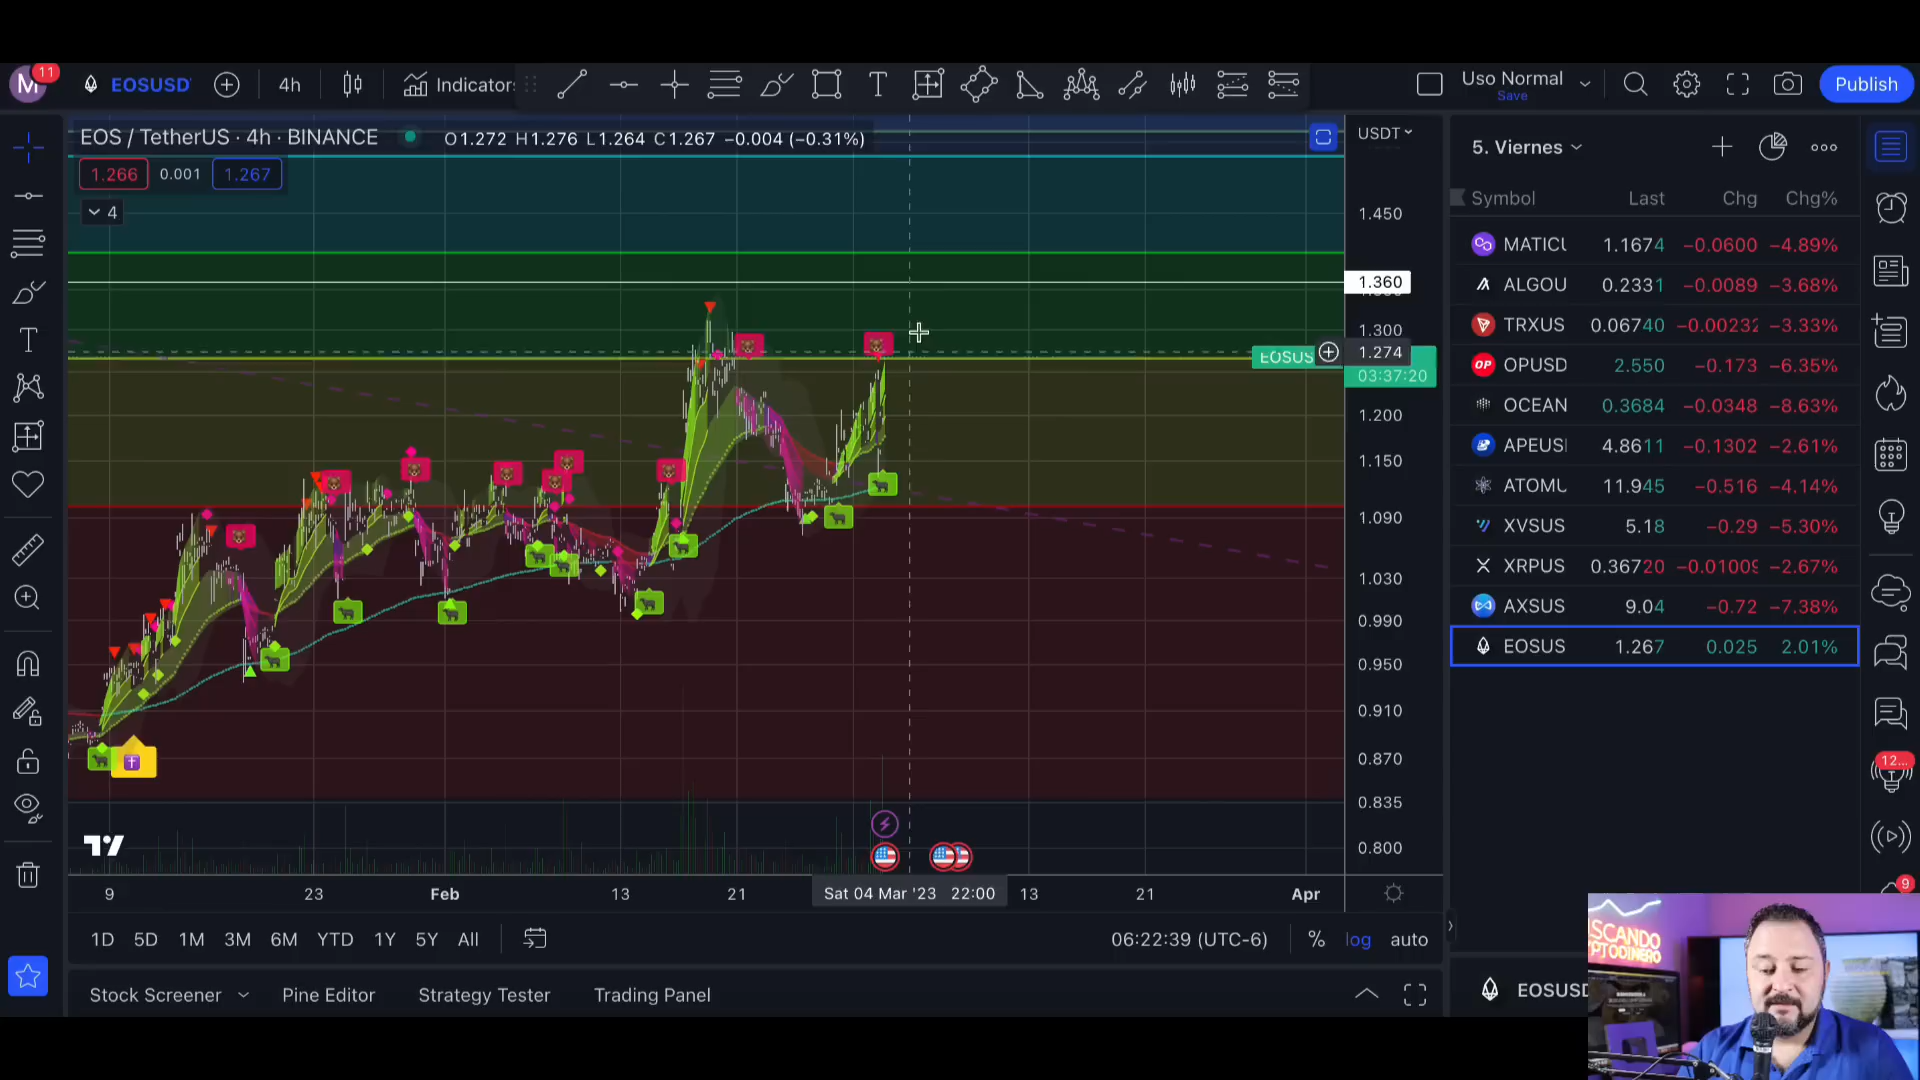 M 11 EOSUSD 4h Indicators Uso Normal Save Publish
EOS / TetherUS · 4h · BINANCE O1.272 H1.276 L1.264 C1.267 −0.004 (−0.31%)
1.266 0.001 1.267
4
USDT
1.450
1.360
1.300
EOSUS 1.274
03:37:20
1.200
1.150
1.090
1.030
0.990
0.950
0.910
0.870
0.835
0.800
9 23 Feb 13 21 Sat 04 Mar '23 22:00 13 21 Apr
1D 5D 1M 3M 6M YTD 1Y 5Y All 06:22:39 (UTC-6) % log auto
Stock Screener Pine Editor Strategy Tester Trading Panel
5. Viernes
Symbol Last Chg Chg%
MATICU 1.1674 −0.0600 −4.89%
ALGOU 0.2331 −0.0089 −3.68%
TRXUS 0.06740 −0.00232 −3.33%
OPUSD 2.550 −0.173 −6.35%
OCEAN 0.3684 −0.0348 −8.63%
APEUS 4.8611 −0.1302 −2.61%
ATOMU 11.945 −0.516 −4.14%
XVSUS 5.18 −0.29 −5.30%
XRPUS 0.36720 −0.01009 −2.67%
AXSUS 9.04 −0.72 −7.38%
EOSUS 1.267 0.025 2.01%
12...
9
EOSUSD
SCANDO
PTODINERO